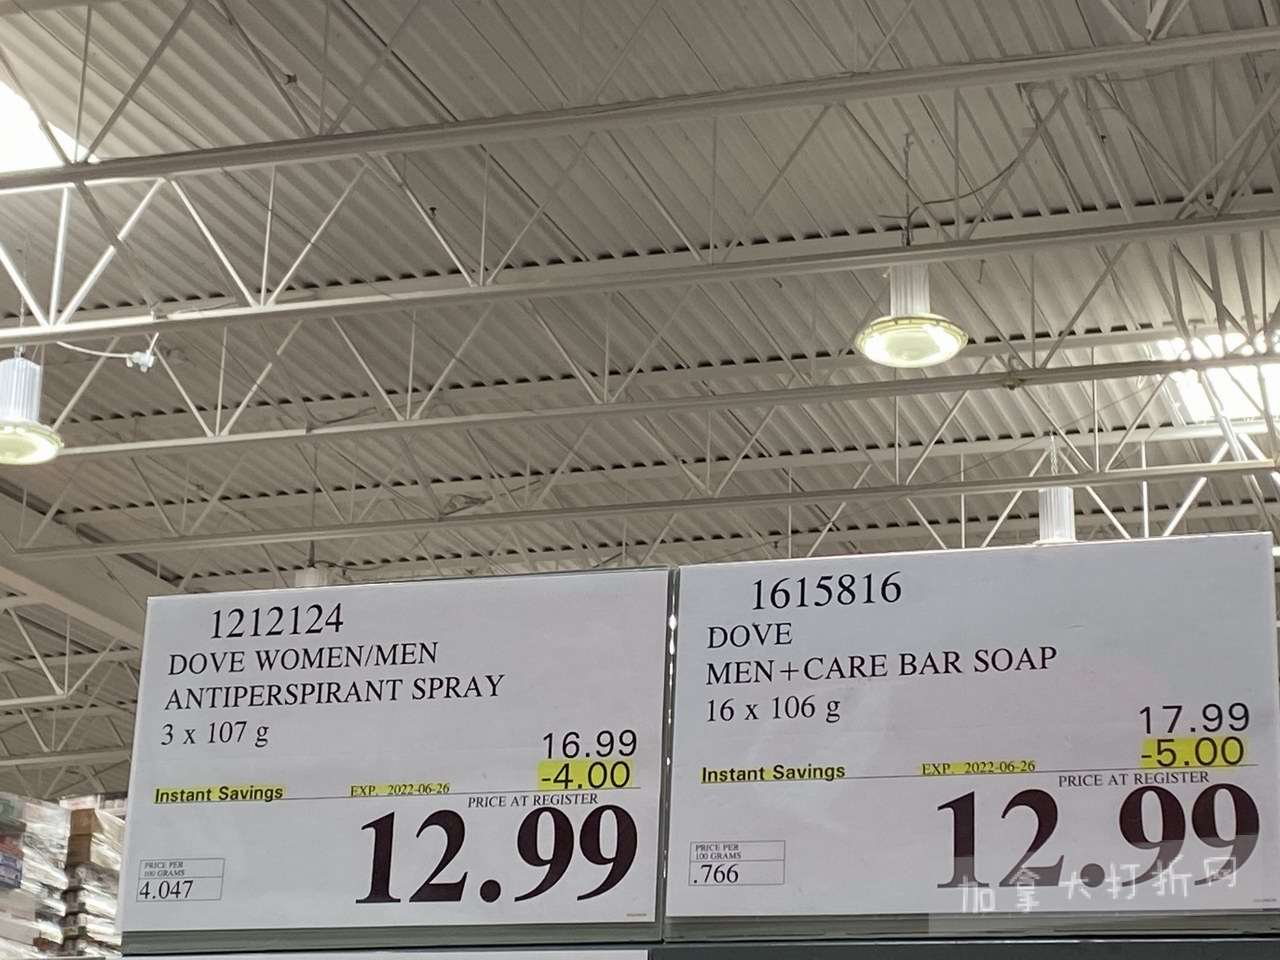 1212124
DOVE WOMEN/MEN
ANTIPERSPIRANT SPRAY
3 x 107 g
16.99
-4.00
Instant Savings EXP. 2022-06-26
PRICE AT REGISTER
12.99
PRICE PER
100 GRAMS
4.047
1615816
DOVE
MEN+CARE BAR SOAP
16 x 106 g
17.99
-5.00
Instant Savings EXP. 2022-06-26
PRICE AT REGISTER
12.99
PRICE PER
100 GRAMS
.766
加拿大打折网